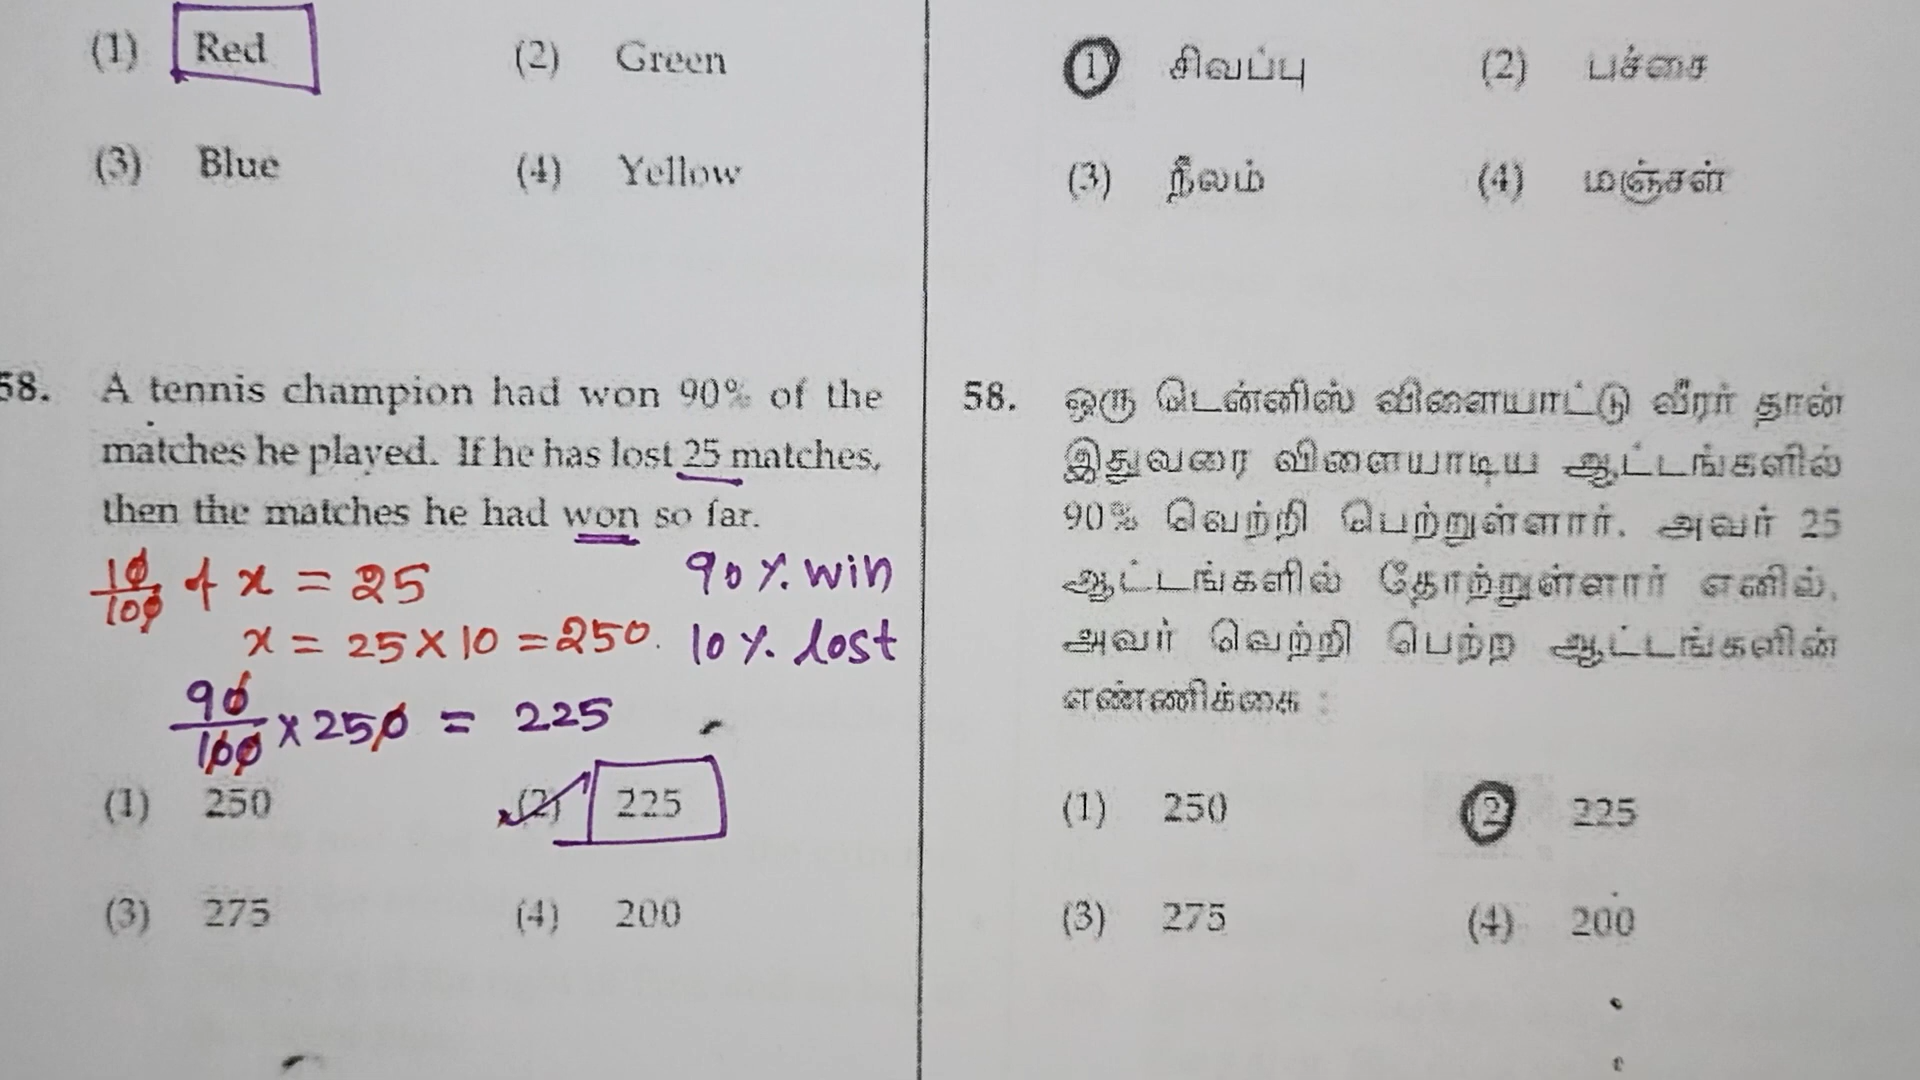 (1) Red (2) Green
(3) Blue (4) Yellow
58. A tennis champion had won 90% of the
matches he played. If he has lost 25 matches,
then the matches he had won so far.
10/100 of x = 25
x = 25 × 10 = 250.
90% win
10% lost
90/100 × 250 = 225
(1) 250 (2) 225
(3) 275 (4) 200
(1) சிவப்பு (2) பச்சை
(3) நீலம் (4) மஞ்சள்
58. ஒரு டென்னிஸ் விளையாட்டு வீரர் தான்
இதுவரை விளையாடிய ஆட்டங்களில்
90% வெற்றி பெற்றுள்ளார். அவர் 25
ஆட்டங்களில் தோற்றுள்ளார் எனில்,
அவர் வெற்றி பெற்ற ஆட்டங்களின்
எண்ணிக்கை :
(1) 250 (2) 225
(3) 275 (4) 200